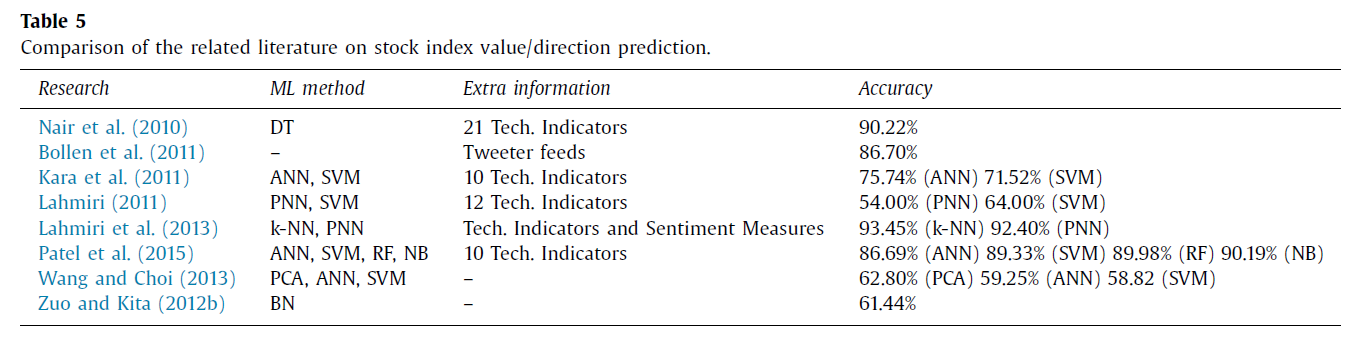 Table 5
Comparison of the related literature on stock index value/direction prediction.
Research ML method Extra information Accuracy
Nair et al. (2010) DT 21 Tech. Indicators 90.22%
Bollen et al. (2011) – Tweeter feeds 86.70%
Kara et al. (2011) ANN, SVM 10 Tech. Indicators 75.74% (ANN) 71.52% (SVM)
Lahmiri (2011) PNN, SVM 12 Tech. Indicators 54.00% (PNN) 64.00% (SVM)
Lahmiri et al. (2013) k-NN, PNN Tech. Indicators and Sentiment Measures 93.45% (k-NN) 92.40% (PNN)
Patel et al. (2015) ANN, SVM, RF, NB 10 Tech. Indicators 86.69% (ANN) 89.33% (SVM) 89.98% (RF) 90.19% (NB)
Wang and Choi (2013) PCA, ANN, SVM – 62.80% (PCA) 59.25% (ANN) 58.82 (SVM)
Zuo and Kita (2012b) BN – 61.44%